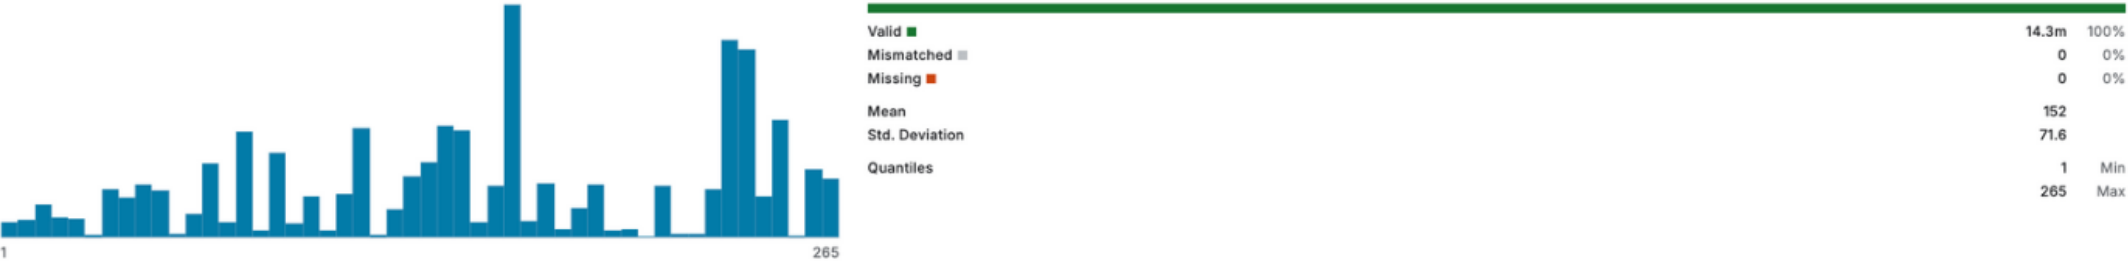 1 265
Valid 14.3m 100%
Mismatched 0 0%
Missing 0 0%
Mean 152
Std. Deviation 71.6
Quantiles 1 Min
265 Max